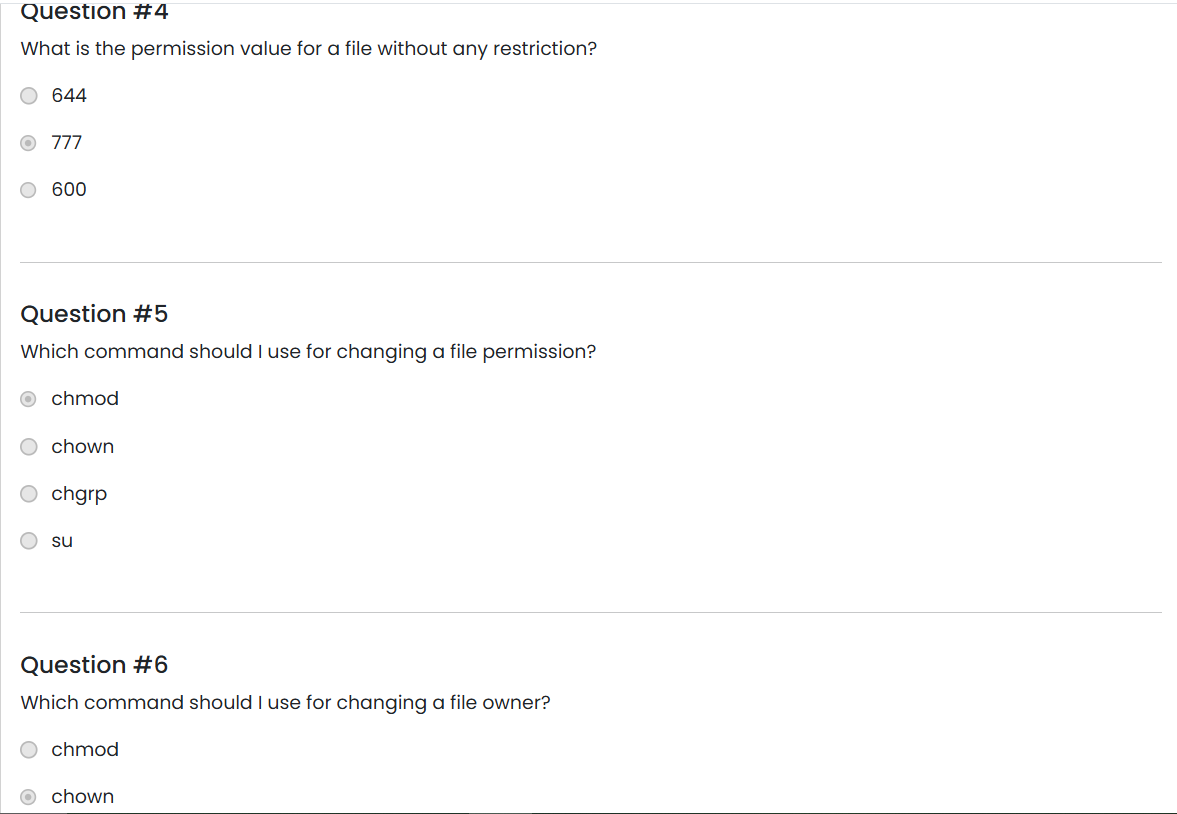 Question #4
What is the permission value for a file without any restriction?
644
777
600
Question #5
Which command should I use for changing a file permission?
chmod
chown
chgrp
su
Question #6
Which command should I use for changing a file owner?
chmod
chown